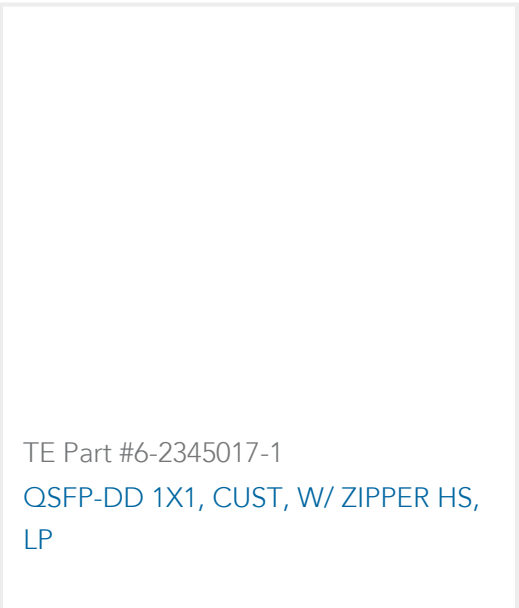 TE Part #6-2345017-1
QSFP-DD 1X1, CUST, W/ ZIPPER HS,
LP